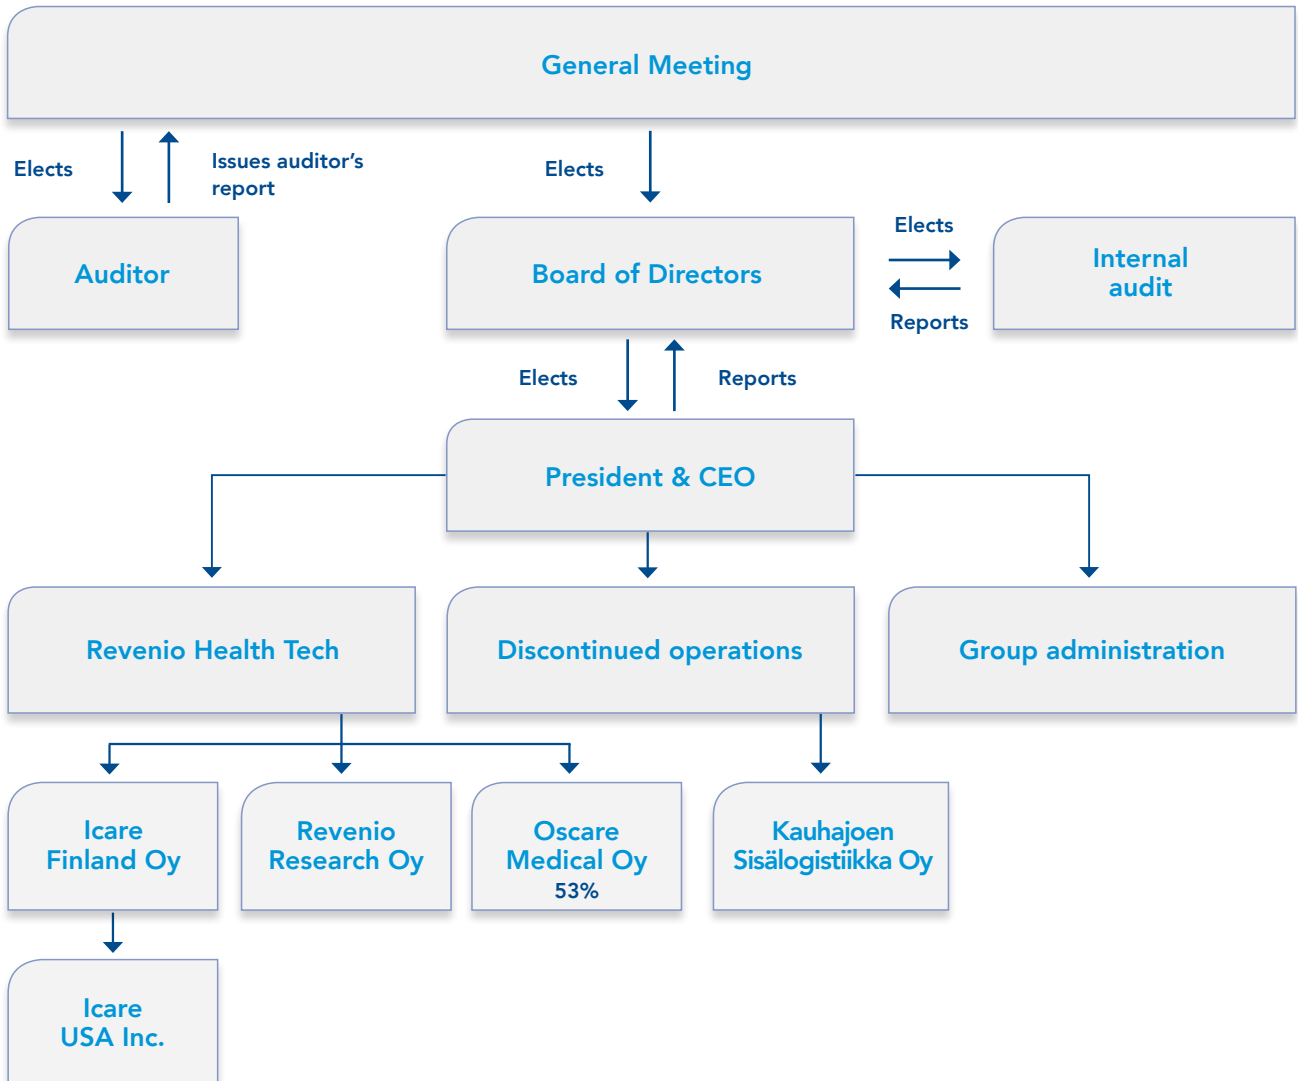 General Meeting
Elects
Issues auditor's
report
Elects
Auditor
Board of Directors
Elects
Reports
Internal
audit
Elects
Reports
President & CEO
Revenio Health Tech
Discontinued operations
Group administration
Icare
Finland Oy
Revenio
Research Oy
Oscare
Medical Oy
53%
Kauhajoen
Sisälogistiikka Oy
Icare
USA Inc.